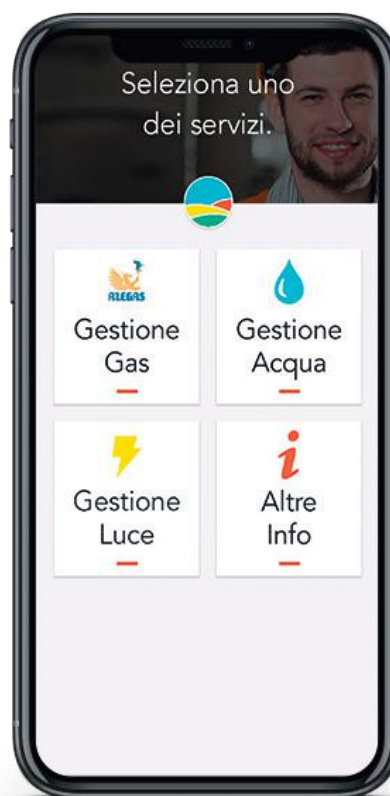 Seleziona uno
dei servizi.
ALEGAS
Gestione
Gas
Gestione
Acqua
Gestione
Luce
Altre
Info